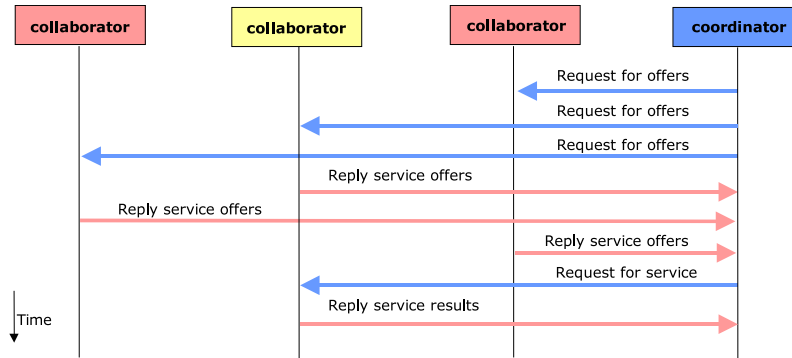 collaborator
collaborator
collaborator
coordinator
Request for offers
Request for offers
Request for offers
Reply service offers
Reply service offers
Reply service offers
Request for service
Reply service results
Time